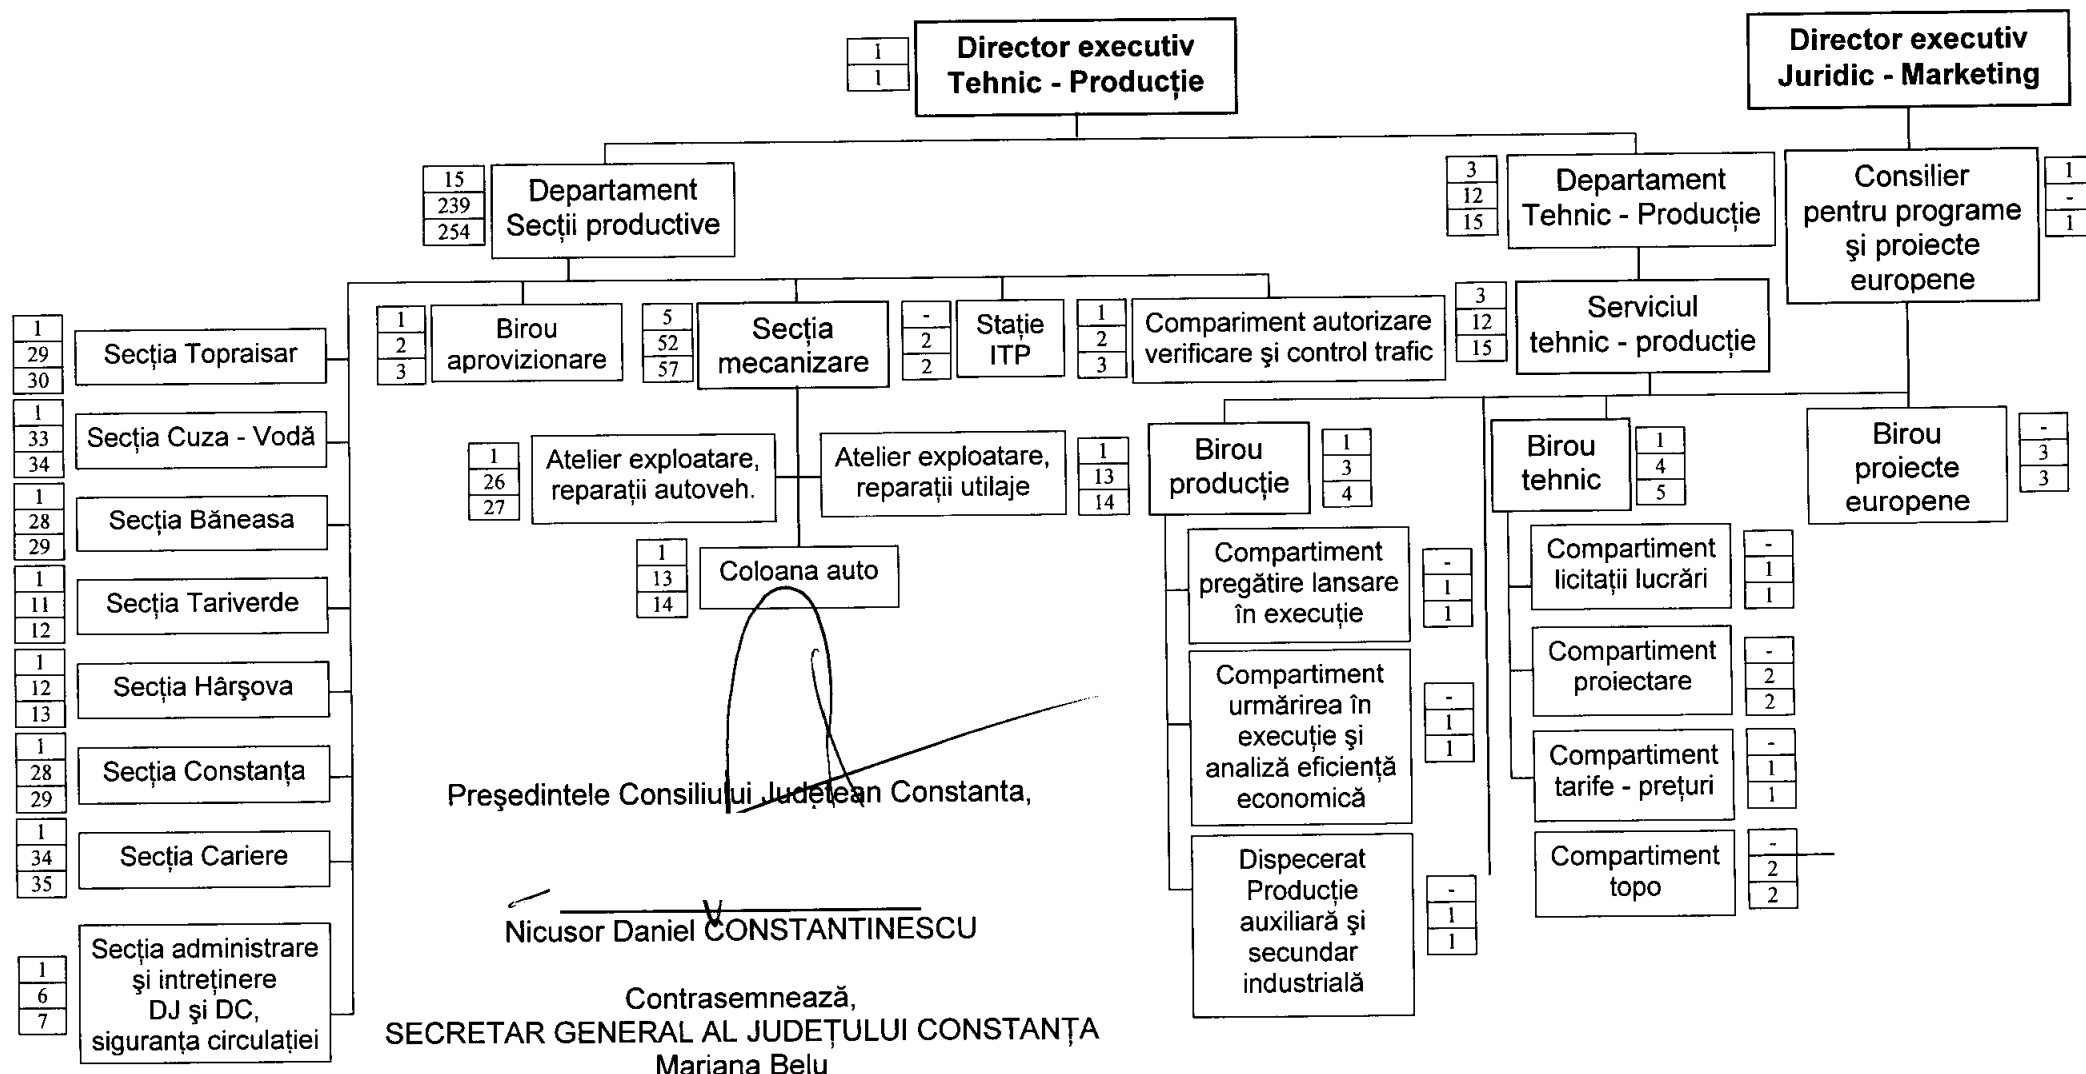 1
1
Director executiv
Tehnic - Producție
Director executiv
Juridic - Marketing
15
239
254
Departament
Secții productive
3
12
15
Departament
Tehnic - Producție
Consilier
pentru programe
și proiecte
europene
1
-
1
1
29
30
Secția Topraisar
1
33
34
Secția Cuza - Vodă
1
28
29
Secția Băneasa
1
11
12
Secția Tariverde
1
12
13
Secția Hârșova
1
28
29
Secția Constanța
1
34
35
Secția Cariere
1
6
7
Secția administrare
și intreținere
DJ și DC,
siguranța circulației
1
2
3
Birou
aprovizionare
5
52
57
Secția
mecanizare
-
2
2
Stație
ITP
1
2
3
Compariment autorizare
verificare și control trafic
3
12
15
Serviciul
tehnic - producție
1
26
27
Atelier exploatare,
reparații autoveh.
Atelier exploatare,
reparații utilaje
1
13
14
1
13
14
Coloana auto
Birou
producție
1
3
4
Compartiment
pregătire lansare
în execuție
-
1
1
Compartiment
urmărirea în
execuție și
analiză eficiență
economică
-
1
1
Dispecerat
Producție
auxiliară și
secundar
industrială
-
1
1
Birou
tehnic
1
4
5
Compartiment
licitații lucrări
-
1
1
Compartiment
proiectare
-
2
2
Compartiment
tarife - prețuri
-
1
1
Compartiment
topo
-
2
2
Birou
proiecte
europene
-
3
3
Președintele Consiliului Județean Constanta,
Nicusor Daniel CONSTANTINESCU
Contrasemnează,
SECRETAR GENERAL AL JUDEȚULUI CONSTANȚA
Mariana Belu